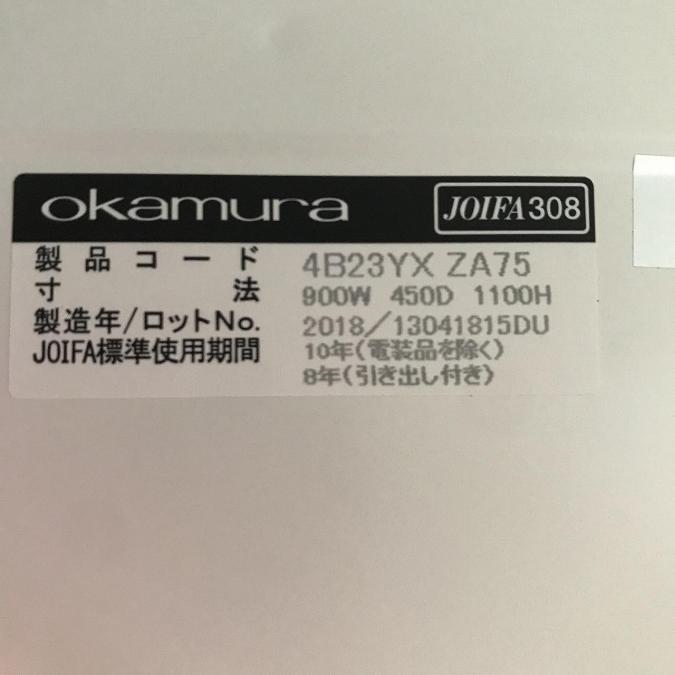 okamura JOIFA308
製品コード 4B23YX ZA75
寸法 900W 450D 1100H
製造年/ロットNo. 2018/13041815DU
JOIFA標準使用期間 10年(電装品を除く)
8年(引き出し付き)